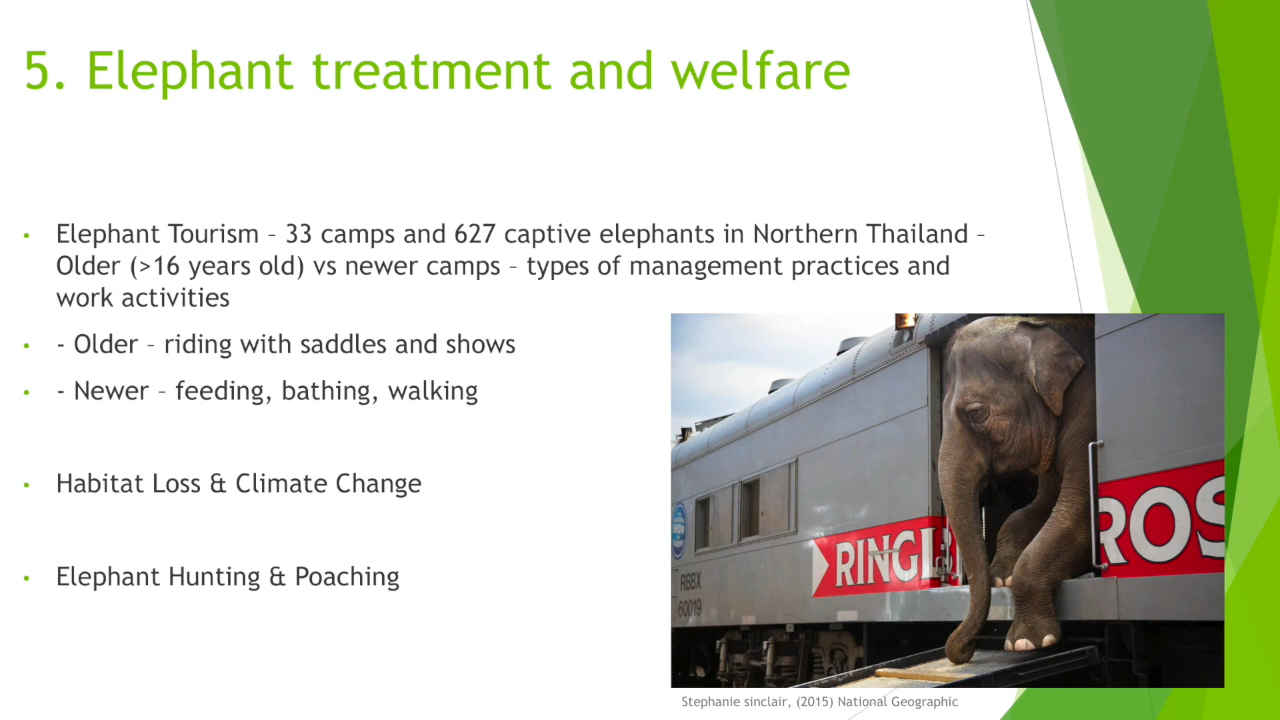 5. Elephant treatment and welfare
• Elephant Tourism – 33 camps and 627 captive elephants in Northern Thailand –
Older (>16 years old) vs newer camps – types of management practices and
work activities
• - Older – riding with saddles and shows
• - Newer – feeding, bathing, walking
• Habitat Loss & Climate Change
• Elephant Hunting & Poaching
RINGL
ROS
RBBX
60019
Stephanie sinclair, (2015) National Geographic